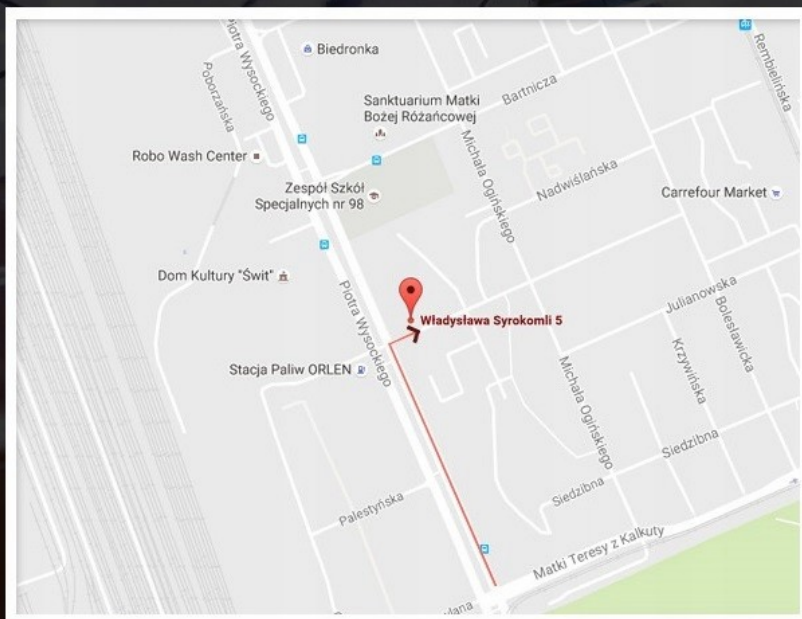 Piotra Wysockiego
Poborzańska
Biedronka
Rembielińska
Bartnicza
Sanktuarium Matki
Bożej Różańcowej
Robo Wash Center
Michała Ogińskiego
Nadwiślańska
Zespół Szkół
Specjalnych nr 98
Carrefour Market
Dom Kultury "Świt"
Piotra Wysockiego
Władysława Syrokomli 5
Julianowska
Bolesławicka
Krzywińska
Stacja Paliw ORLEN
Michała Ogińskiego
Siedzibna
Siedzibna
Palestyńska
Matki Teresy z Kalkuty